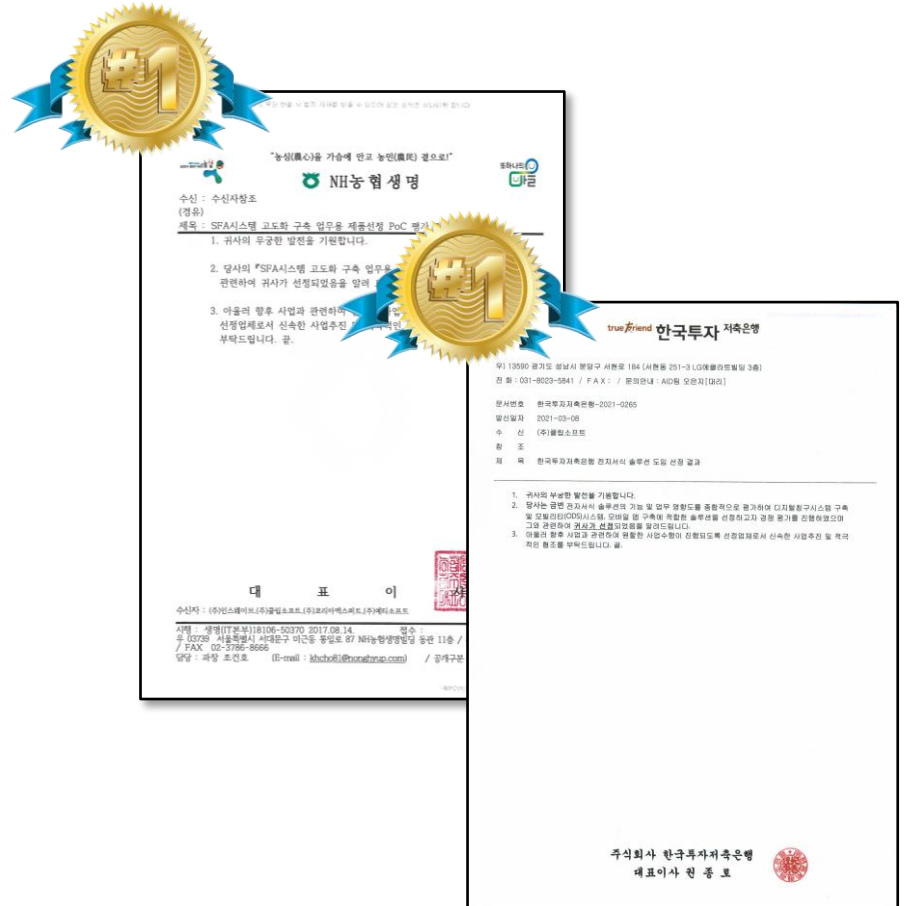 #1
"농심(農心)을 가슴에 안고 농민(農民) 곁으로!"
NH농협생명
또하나의
마을
수신 : 수신자참조
(경유)
제목 : SFA시스템 고도화 구축 업무용 제품선정 PoC 평가
1. 귀사의 무궁한 발전을 기원합니다.
2. 당사의 『SFA시스템 고도화 구축 업무용
관련하여 귀사가 선정되었음을 알려
3. 아울러 향후 사업과 관련하여
선정업체로서 신속한 사업추진
부탁드립니다. 끝.
대 표 이
수신자 : (주)인스웨이브,(주)클립소프트,(주)코리아엑스퍼트,(주)메티소프트
시행 : 생명(IT본부)18106-50370 2017.08.14. 접수 :
우 03739 서울특별시 서대문구 미근동 통일로 87 NH농협생명빌딩 동관 11층 /
/ FAX 02-3786-8666
담당 : 과장 조건호 (E-mail : khcho81@nonghyup.com) / 공개구분
#1
true friend 한국투자 저축은행
우) 13590 경기도 성남시 분당구 서현로 184 (서현동 251-3 LG에클라트빌딩 3층)
전 화 : 031-8023-5841 / F A X : / 문의안내 : AID팀 오은지[대리]
문서번호 한국투자저축은행-2021-0265
발신일자 2021-03-08
수 신 (주)클립소프트
참 조
제 목 한국투자저축은행 전자서식 솔루션 도입 선정 결과
1. 귀사의 무궁한 발전을 기원합니다.
2. 당사는 금번 전자서식 솔루션의 기능 및 업무 영향도를 종합적으로 평가하여 디지털창구시스템 구축
및 모빌리티(ODS)시스템, 모바일 앱 구축에 적합한 솔루션을 선정하고자 경쟁 평가를 진행하였으며
그와 관련하여 귀사가 선정되었음을 알려드립니다.
3. 아울러 향후 사업과 관련하여 원활한 사업수행이 진행되도록 선정업체로서 신속한 사업추진 및 적극
적인 협조를 부탁드립니다. 끝.
주식회사 한국투자저축은행
대표이사 권 종 로